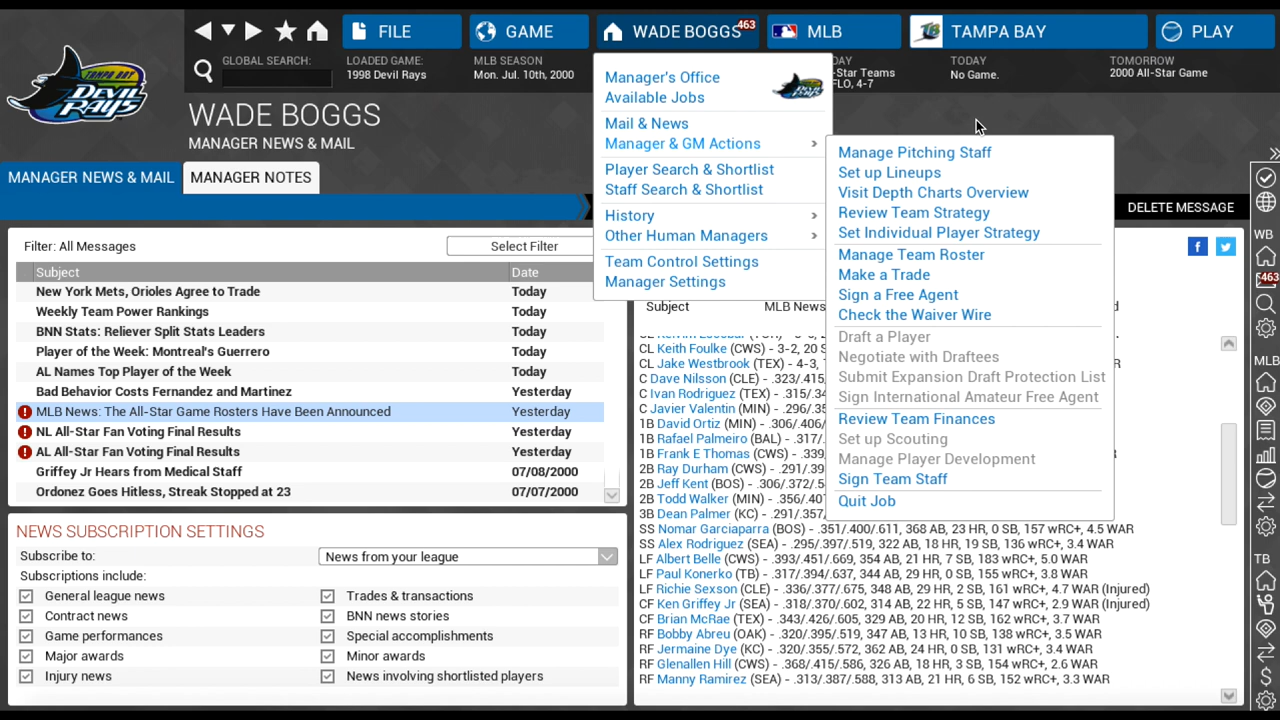 FILE
GAME
WADE BOGGS
463
MLB
TAMPA BAY
PLAY
GLOBAL SEARCH:
LOADED GAME:
1998 Devil Rays
MLB SEASON
Mon. Jul. 10th, 2000
-Star Teams
FLO, 4-7
TODAY
No Game.
TOMORROW
2000 All-Star Game
TAMPA BAY
DEVIL RAYS
WADE BOGGS
MANAGER NEWS & MAIL
MANAGER NEWS & MAIL
MANAGER NOTES
DELETE MESSAGE
Manager's Office
Available Jobs
Mail & News
Manager & GM Actions
Player Search & Shortlist
Staff Search & Shortlist
History
Other Human Managers
Team Control Settings
Manager Settings
Manage Pitching Staff
Set up Lineups
Visit Depth Charts Overview
Review Team Strategy
Set Individual Player Strategy
Manage Team Roster
Make a Trade
Sign a Free Agent
Check the Waiver Wire
Draft a Player
Negotiate with Draftees
Submit Expansion Draft Protection List
Sign International Amateur Free Agent
Review Team Finances
Set up Scouting
Manage Player Development
Sign Team Staff
Quit Job
Filter: All Messages
Select Filter
Subject Date
New York Mets, Orioles Agree to Trade Today
Weekly Team Power Rankings Today
BNN Stats: Reliever Split Stats Leaders Today
Player of the Week: Montreal's Guerrero Today
AL Names Top Player of the Week Today
Bad Behavior Costs Fernandez and Martinez Yesterday
MLB News: The All-Star Game Rosters Have Been Announced Yesterday
NL All-Star Fan Voting Final Results Yesterday
AL All-Star Fan Voting Final Results Yesterday
Griffey Jr Hears from Medical Staff 07/08/2000
Ordonez Goes Hitless, Streak Stopped at 23 07/07/2000
NEWS SUBSCRIPTION SETTINGS
Subscribe to: News from your league
Subscriptions include:
General league news Trades & transactions
Contract news BNN news stories
Game performances Special accomplishments
Major awards Minor awards
Injury news News involving shortlisted players
Subject MLB News
CL Keith Foulke (CWS) - 3-2, 20 S
CL Jake Westbrook (TEX) - 4-3,
C Dave Nilsson (CLE) - .323/.415
C Ivan Rodriguez (TEX) - .315/.3
C Javier Valentin (MIN) - .296/.35
1B David Ortiz (MIN) - .306/.406/
1B Rafael Palmeiro (BAL) - .317/.
1B Frank E Thomas (CWS) - .339
2B Ray Durham (CWS) - .291/.39
2B Jeff Kent (BOS) - .306/.372/.5
2B Todd Walker (MIN) - .356/.40
3B Dean Palmer (KC) - .291/.357
SS Nomar Garciaparra (BOS) - .351/.400/.611, 368 AB, 23 HR, 0 SB, 157 wRC+, 4.5 WAR
SS Alex Rodriguez (SEA) - .295/.397/.519, 322 AB, 18 HR, 19 SB, 136 wRC+, 3.4 WAR
LF Albert Belle (CWS) - .393/.451/.669, 354 AB, 21 HR, 7 SB, 183 wRC+, 5.0 WAR
LF Paul Konerko (TB) - .317/.394/.637, 344 AB, 29 HR, 0 SB, 155 wRC+, 3.8 WAR
LF Richie Sexson (CLE) - .336/.377/.675, 348 AB, 29 HR, 2 SB, 161 wRC+, 4.7 WAR (Injured)
CF Ken Griffey Jr (SEA) - .318/.370/.602, 314 AB, 22 HR, 5 SB, 147 wRC+, 2.9 WAR (Injured)
CF Brian McRae (TEX) - .343/.426/.605, 329 AB, 20 HR, 12 SB, 162 wRC+, 3.7 WAR
RF Bobby Abreu (OAK) - .320/.395/.519, 347 AB, 13 HR, 10 SB, 138 wRC+, 3.5 WAR
RF Jermaine Dye (KC) - .320/.355/.572, 362 AB, 24 HR, 0 SB, 131 wRC+, 3.4 WAR
RF Glenallen Hill (CWS) - .368/.415/.586, 326 AB, 18 HR, 3 SB, 154 wRC+, 2.6 WAR
RF Manny Ramirez (SEA) - .313/.387/.588, 313 AB, 21 HR, 6 SB, 152 wRC+, 3.3 WAR
WB
463
MLB
TB